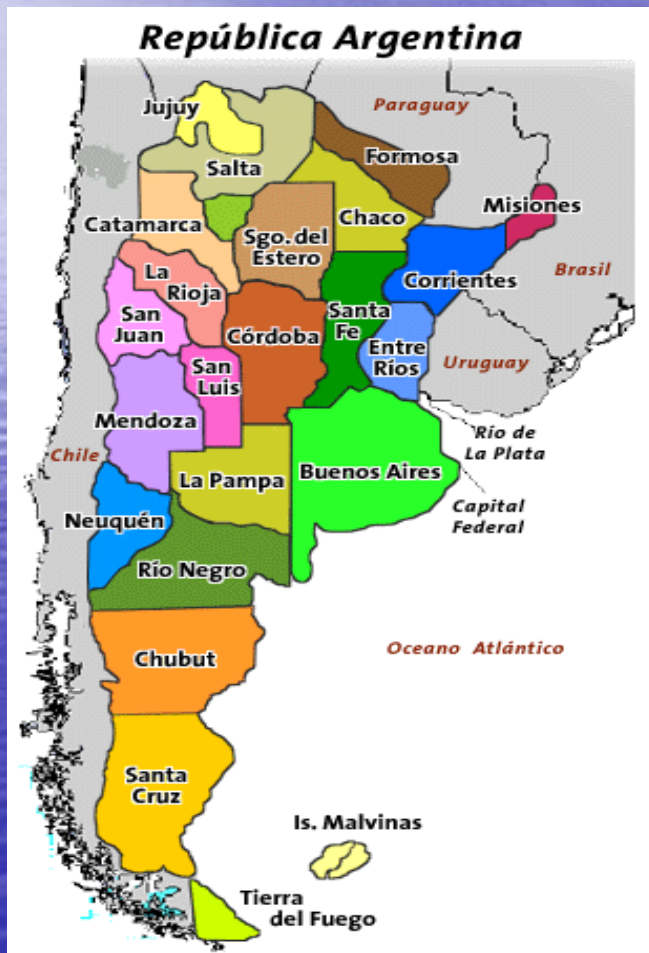 República Argentina
Jujuy
Paraguay
Formosa
Salta
Misiones
Catamarca
Chaco
Sgo. del
Estero
La
Rioja
Corrientes
Brasil
San
Juan
Santa
Fe
Córdoba
Entre
Ríos
Uruguay
San
Luis
Mendoza
Río de
La Plata
Chile
Buenos Aires
La Pampa
Capital
Federal
Neuquén
Río Negro
Oceano Atlántico
Chubut
Santa
Cruz
Is. Malvinas
Tierra
del Fuego